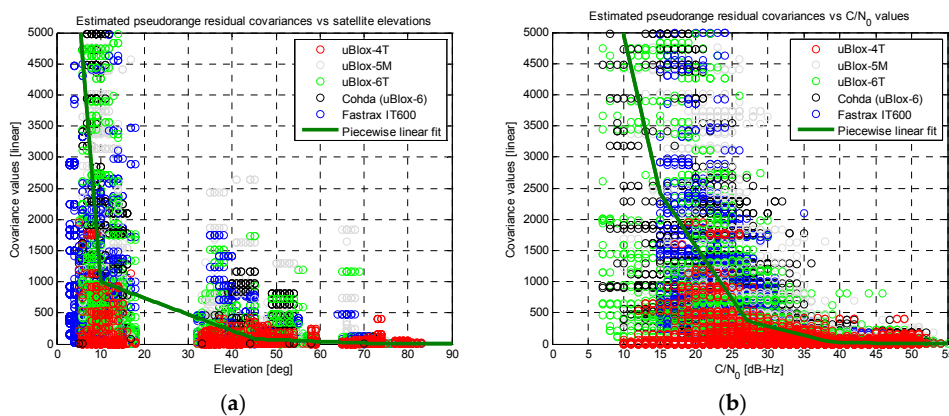 Estimated pseudorange residual covariances vs satellite elevations
5000
4500
4000
3500
3000
2500
2000
1500
1000
500
0
Covariance values [linear]
uBlox-4T
uBlox-5M
uBlox-6T
Cohda (uBlox-6)
Fastrax IT600
Piecewise linear fit
0 10 20 30 40 50 60 70 80 90
Elevation [deg]
(a)
Estimated pseudorange residual covariances vs C/N0 values
5000
4500
4000
3500
3000
2500
2000
1500
1000
500
0
Covariance values [linear]
uBlox-4T
uBlox-5M
uBlox-6T
Cohda (uBlox-6)
Fastrax IT600
Piecewise linear fit
0 5 10 15 20 25 30 35 40 45 50 55
C/N0 [dB-Hz]
(b)